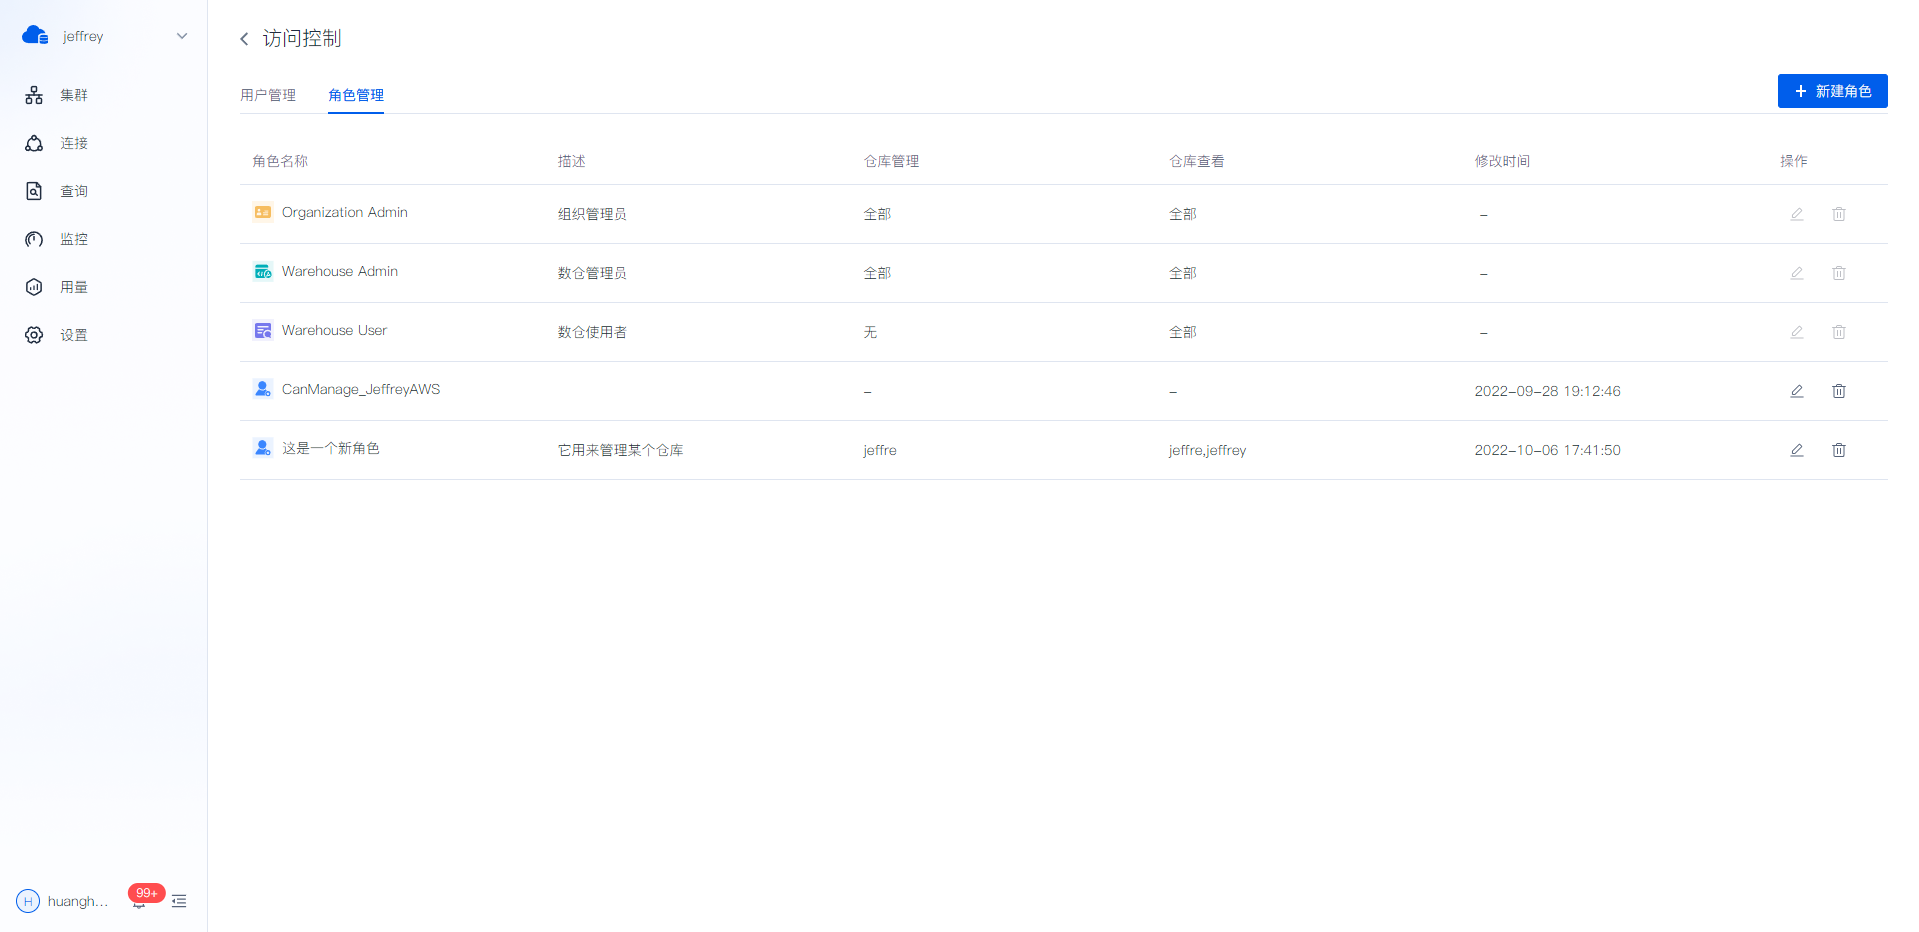 jeffrey
集群
连接
查询
监控
用量
设置
huangh...
H
99+
访问控制
用户管理 角色管理
新建角色
角色名称 描述 仓库管理 仓库查看 修改时间 操作
Organization Admin 组织管理员 全部 全部 –
Warehouse Admin 数仓管理员 全部 全部 –
Warehouse User 数仓使用者 无 全部 –
CanManage_JeffreyAWS – – 2022-09-28 19:12:46
这是一个新角色 它用来管理某个仓库 jeffre jeffre,jeffrey 2022-10-06 17:41:50